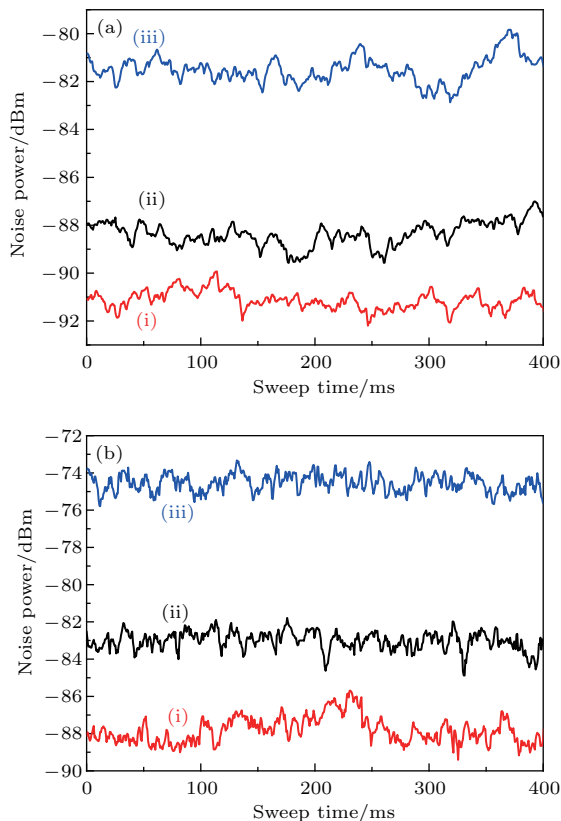 (a)
(iii)
(ii)
(i)
Noise power/dBm
−80
−82
−84
−86
−88
−90
−92
0 100 200 300 400
Sweep time/ms
(b)
(iii)
(ii)
(i)
Noise power/dBm
−72
−74
−76
−78
−80
−82
−84
−86
−88
−90
0 100 200 300 400
Sweep time/ms